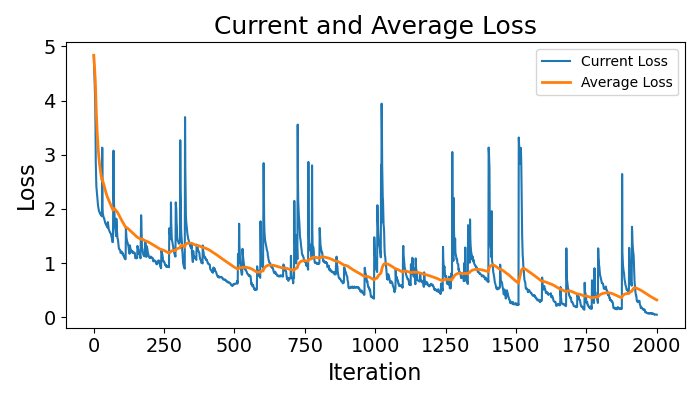 Current and Average Loss
5
4
3
2
1
0
Loss
Current Loss
Average Loss
0 250 500 750 1000 1250 1500 1750 2000
Iteration